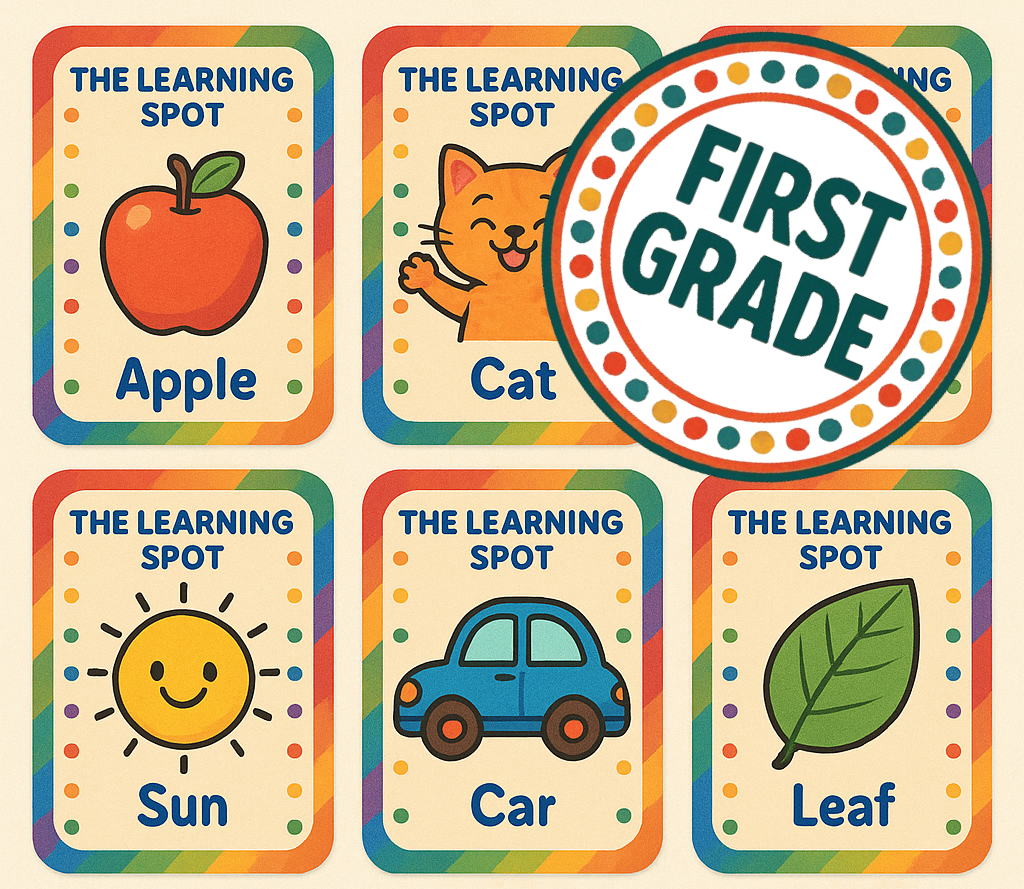 THE LEARNING
SPOT
Apple
THE LEARNING
SPOT
Cat
FIRST
GRADE
THE LEARNING
SPOT
Sun
THE LEARNING
SPOT
Car
THE LEARNING
SPOT
Leaf